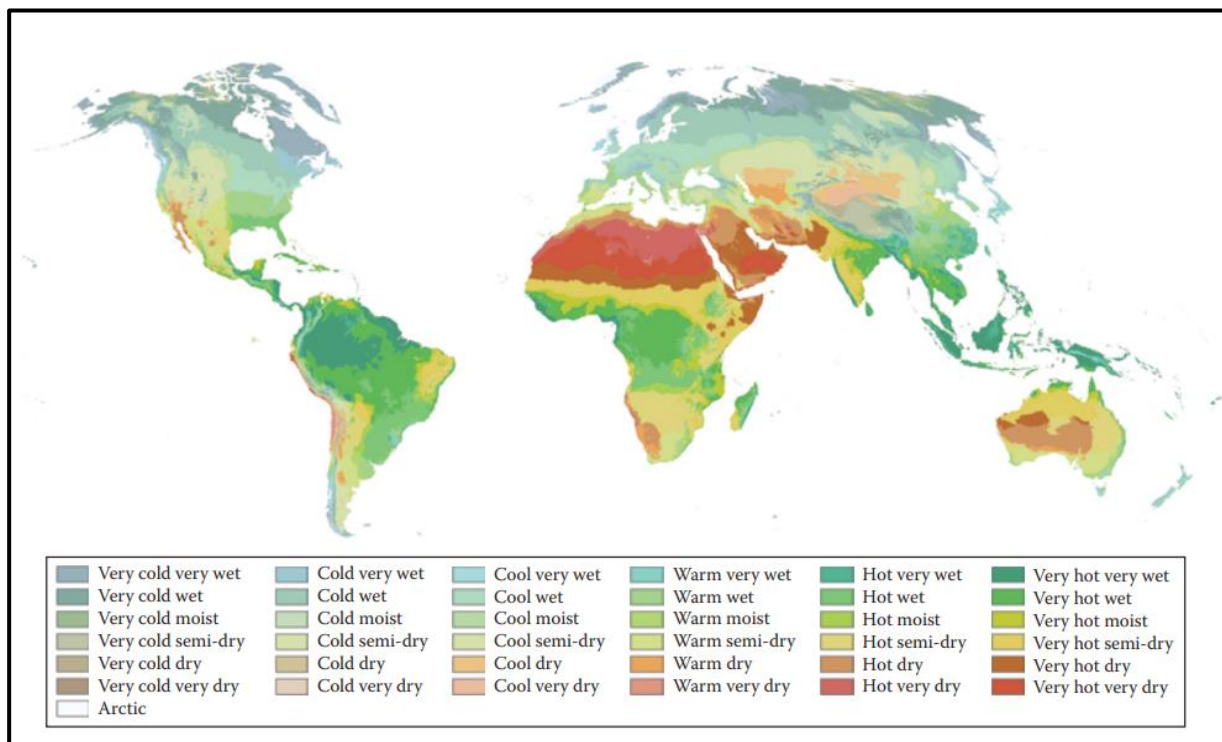 Very cold very wet Cold very wet Cool very wet Warm very wet Hot very wet Very hot very wet
Very cold wet Cold wet Cool wet Warm wet Hot wet Very hot wet
Very cold moist Cold moist Cool moist Warm moist Hot moist Very hot moist
Very cold semi-dry Cold semi-dry Cool semi-dry Warm semi-dry Hot semi-dry Very hot semi-dry
Very cold dry Cold dry Cool dry Warm dry Hot dry Very hot dry
Very cold very dry Cold very dry Cool very dry Warm very dry Hot very dry Very hot very dry
Arctic